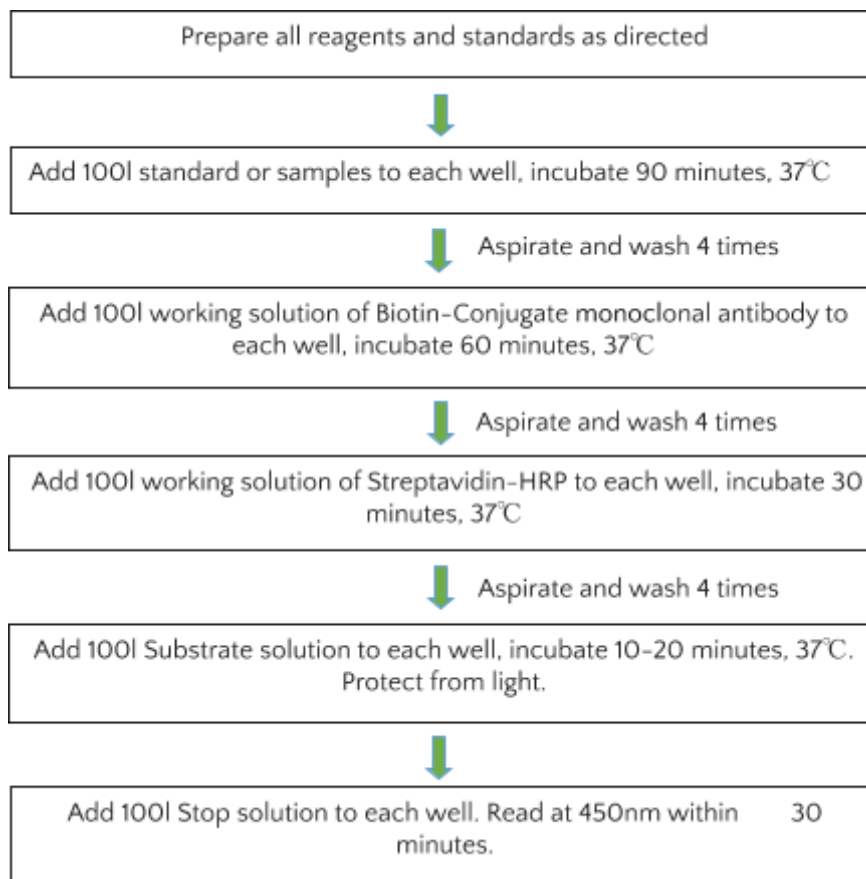 Prepare all reagents and standards as directed
Add 100l standard or samples to each well, incubate 90 minutes, 37℃
Aspirate and wash 4 times
Add 100l working solution of Biotin-Conjugate monoclonal antibody to
each well, incubate 60 minutes, 37℃
Aspirate and wash 4 times
Add 100l working solution of Streptavidin-HRP to each well, incubate 30
minutes, 37℃
Aspirate and wash 4 times
Add 100l Substrate solution to each well, incubate 10-20 minutes, 37℃.
Protect from light.
Add 100l Stop solution to each well. Read at 450nm within 30
minutes.